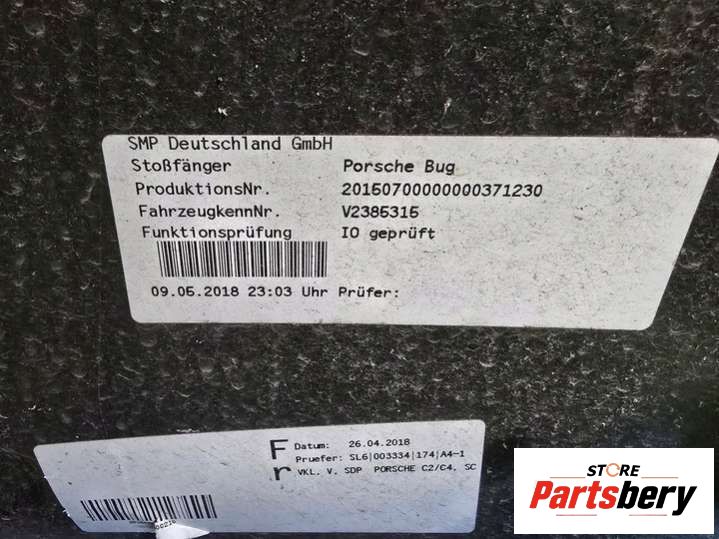 SMP Deutschland GmbH
Stoßfänger Porsche Bug
ProduktionsNr. 20150700000000371230
FahrzeugkennNr. V2385315
Funktionsprüfung IO geprüft
09.05.2018 23:03 Uhr Prüfer:
F Datum: 26.04.2018
Pruefer: SL6|003334|174|A4-1
r VKL. V. SDP PORSCHE C2/C4, SC
STORE
Partsbery